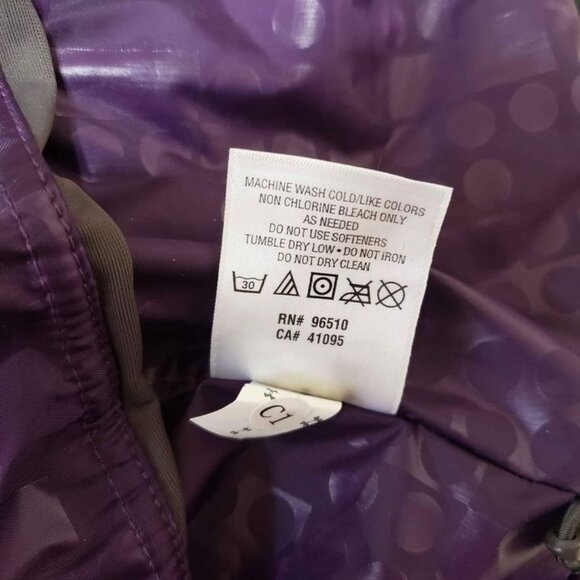 MACHINE WASH COLD/LIKE COLORS
NON CHLORINE BLEACH ONLY
AS NEEDED
DO NOT USE SOFTENERS
TUMBLE DRY LOW • DO NOT IRON
DO NOT DRY CLEAN
30
RN# 96510
CA# 41095
C1